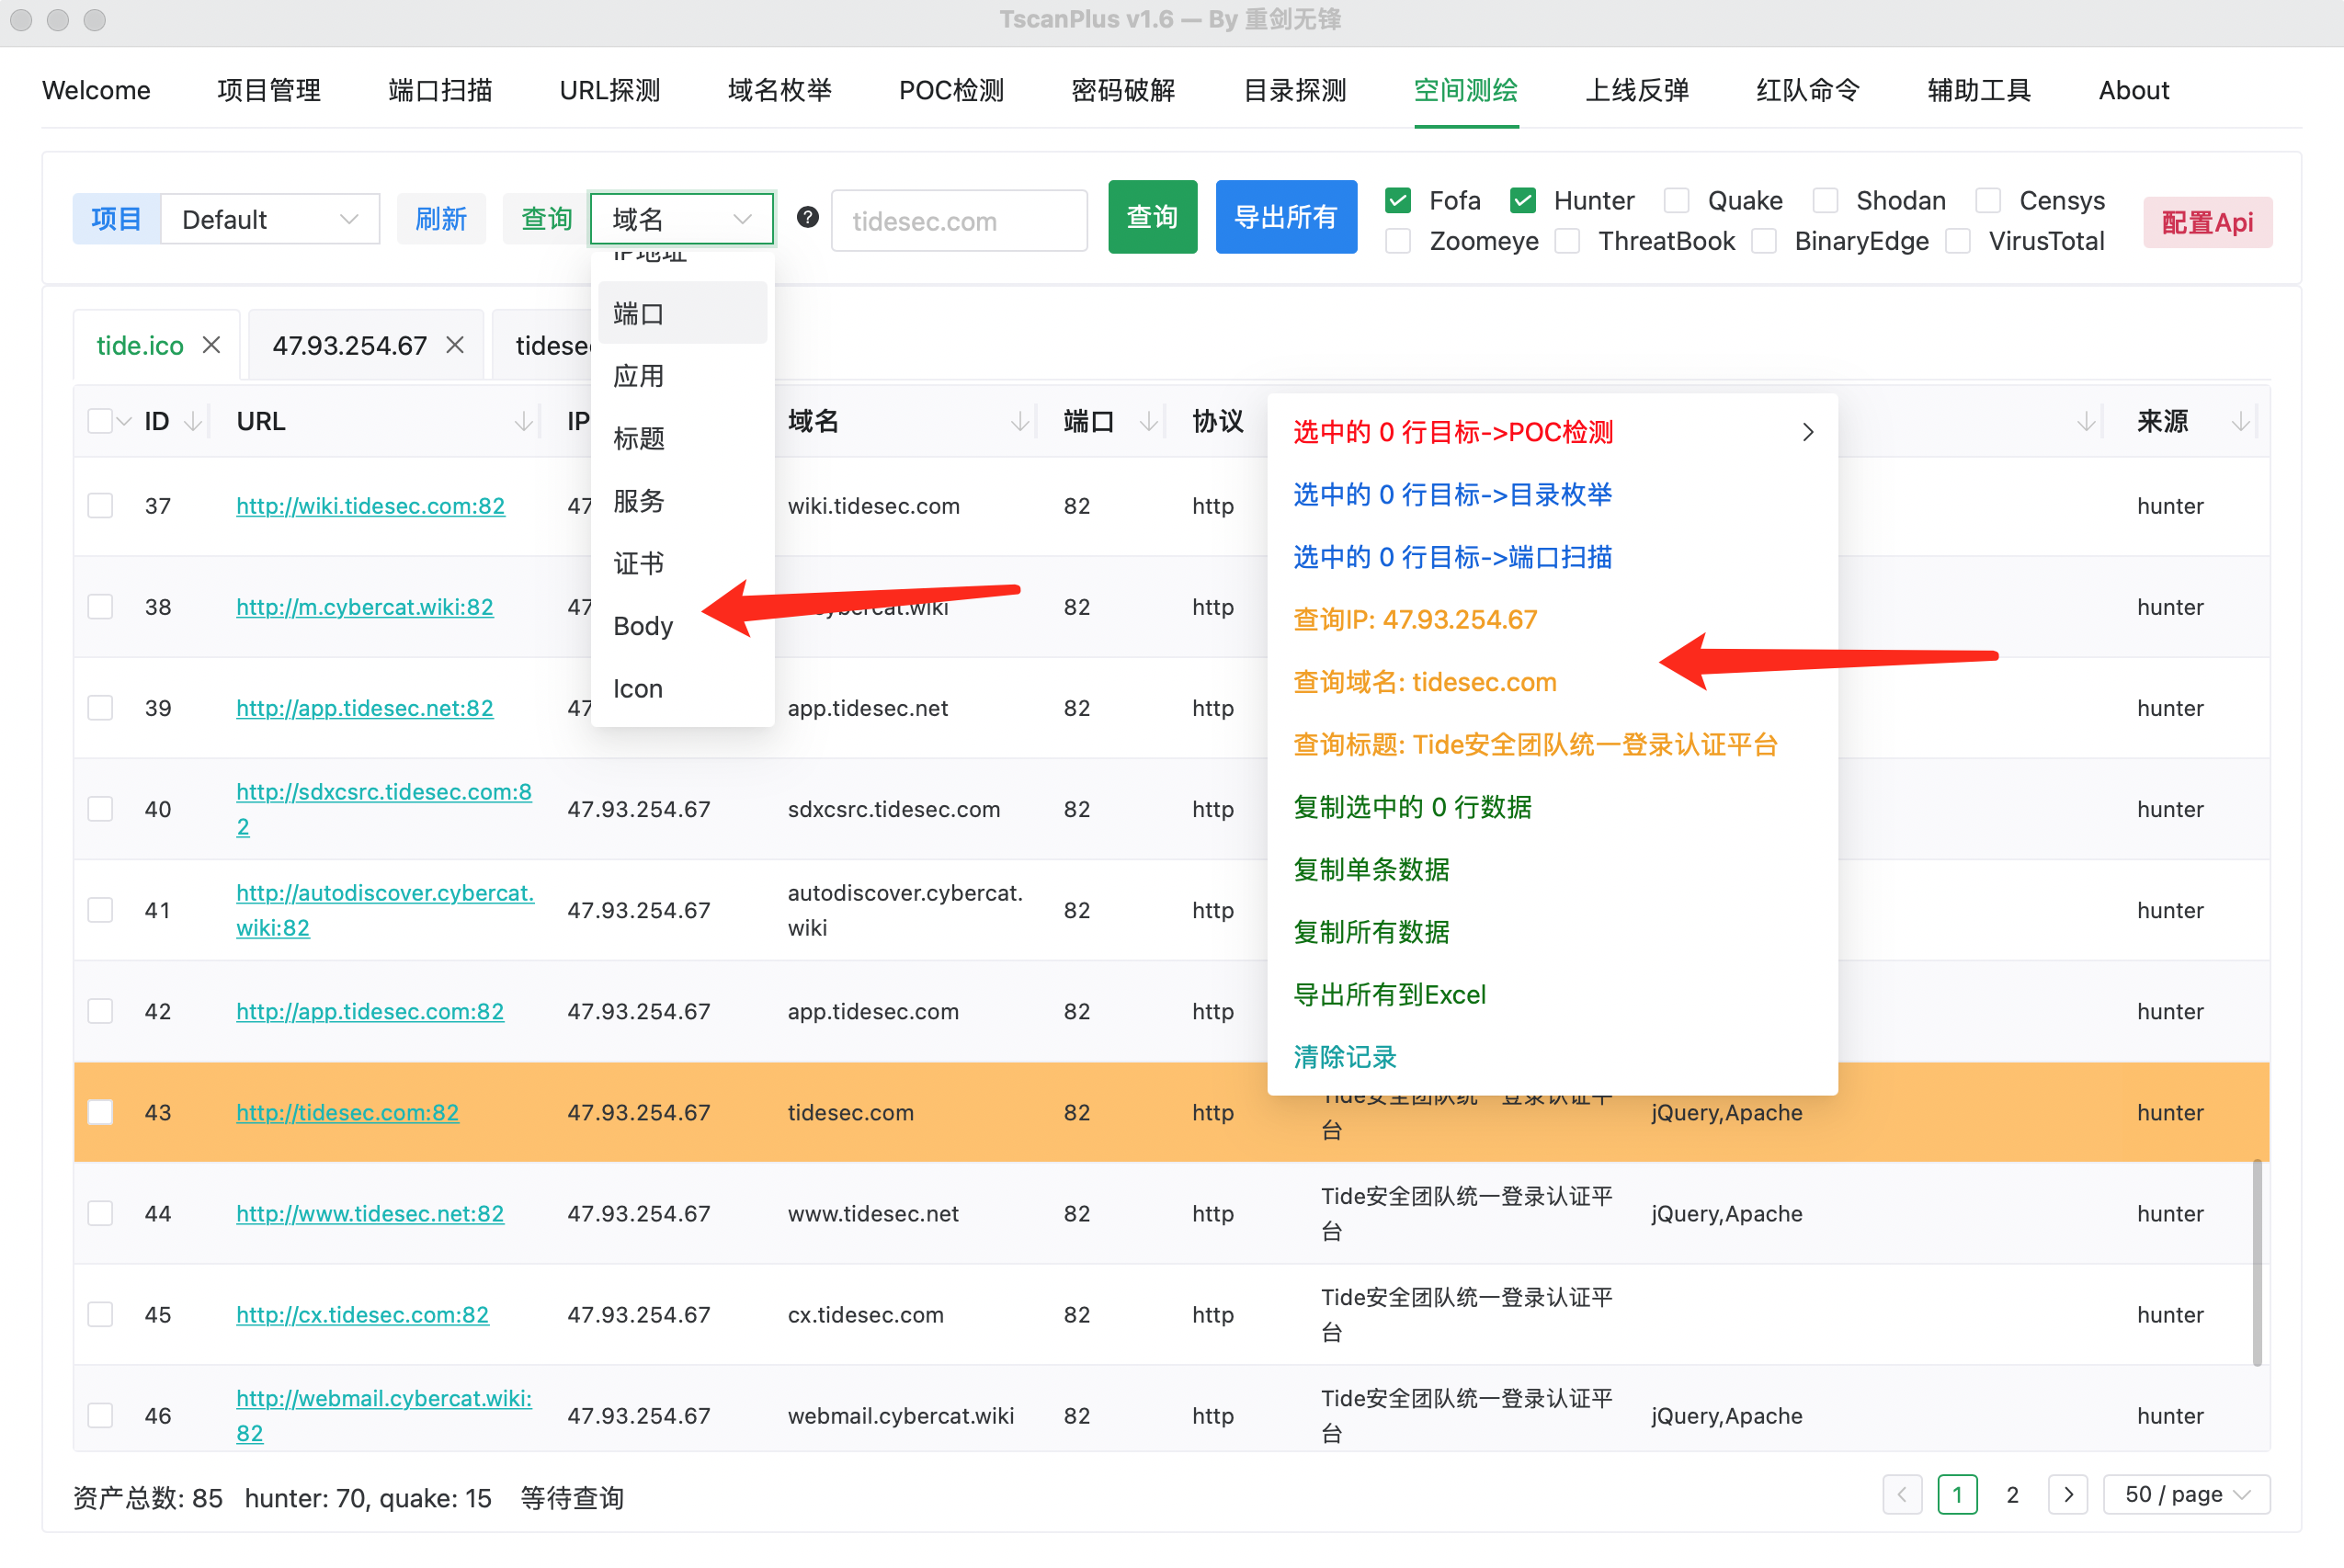 TscanPlus v1.6 — By 重剑无锋
Welcome 项目管理 端口扫描 URL探测 域名枚举 POC检测 密码破解 目录探测 空间测绘 上线反弹 红队命令 辅助工具 About
项目 Default 刷新 查询 域名 ? tidesec.com 查询 导出所有
Fofa Hunter Quake Shodan Censys
Zoomeye ThreatBook BinaryEdge VirusTotal
配置Api
IP地址
端口
应用
标题
服务
证书
Body
Icon
tide.ico 47.93.254.67
ID URL IP 域名 端口 协议 来源
选中的 0 行目标->POC检测
选中的 0 行目标->目录枚举
选中的 0 行目标->端口扫描
查询IP: 47.93.254.67
查询域名: tidesec.com
查询标题: Tide安全团队统一登录认证平台
复制选中的 0 行数据
复制单条数据
复制所有数据
导出所有到Excel
清除记录
37 http://wiki.tidesec.com:82 47 wiki.tidesec.com 82 http hunter
38 http://m.cybercat.wiki:82 47 cybercat.wiki 82 http hunter
39 http://app.tidesec.net:82 47 app.tidesec.net 82 http hunter
40 http://sdxcsrc.tidesec.com:8
2
47.93.254.67 sdxcsrc.tidesec.com 82 http hunter
41 http://autodiscover.cybercat.
wiki:82
47.93.254.67 autodiscover.cybercat.
wiki
82 http hunter
42 http://app.tidesec.com:82 47.93.254.67 app.tidesec.com 82 http hunter
43 http://tidesec.com:82 47.93.254.67 tidesec.com 82 http Tide安全团队统一登录认证平
台
jQuery,Apache hunter
44 http://www.tidesec.net:82 47.93.254.67 www.tidesec.net 82 http Tide安全团队统一登录认证平
台
jQuery,Apache hunter
45 http://cx.tidesec.com:82 47.93.254.67 cx.tidesec.com 82 http Tide安全团队统一登录认证平
台
hunter
46 http://webmail.cybercat.wiki:
82
47.93.254.67 webmail.cybercat.wiki 82 http Tide安全团队统一登录认证平
台
jQuery,Apache hunter
资产总数: 85 hunter: 70, quake: 15 等待查询
1 2 50 / page